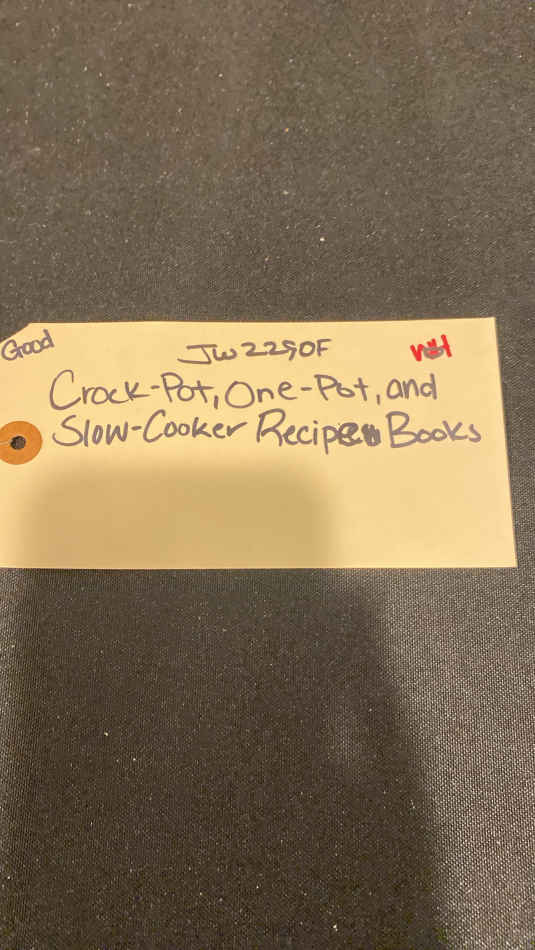 Good
JW2290F
Crock-Pot, One-Pot, and
Slow-Cooker Recipe Books